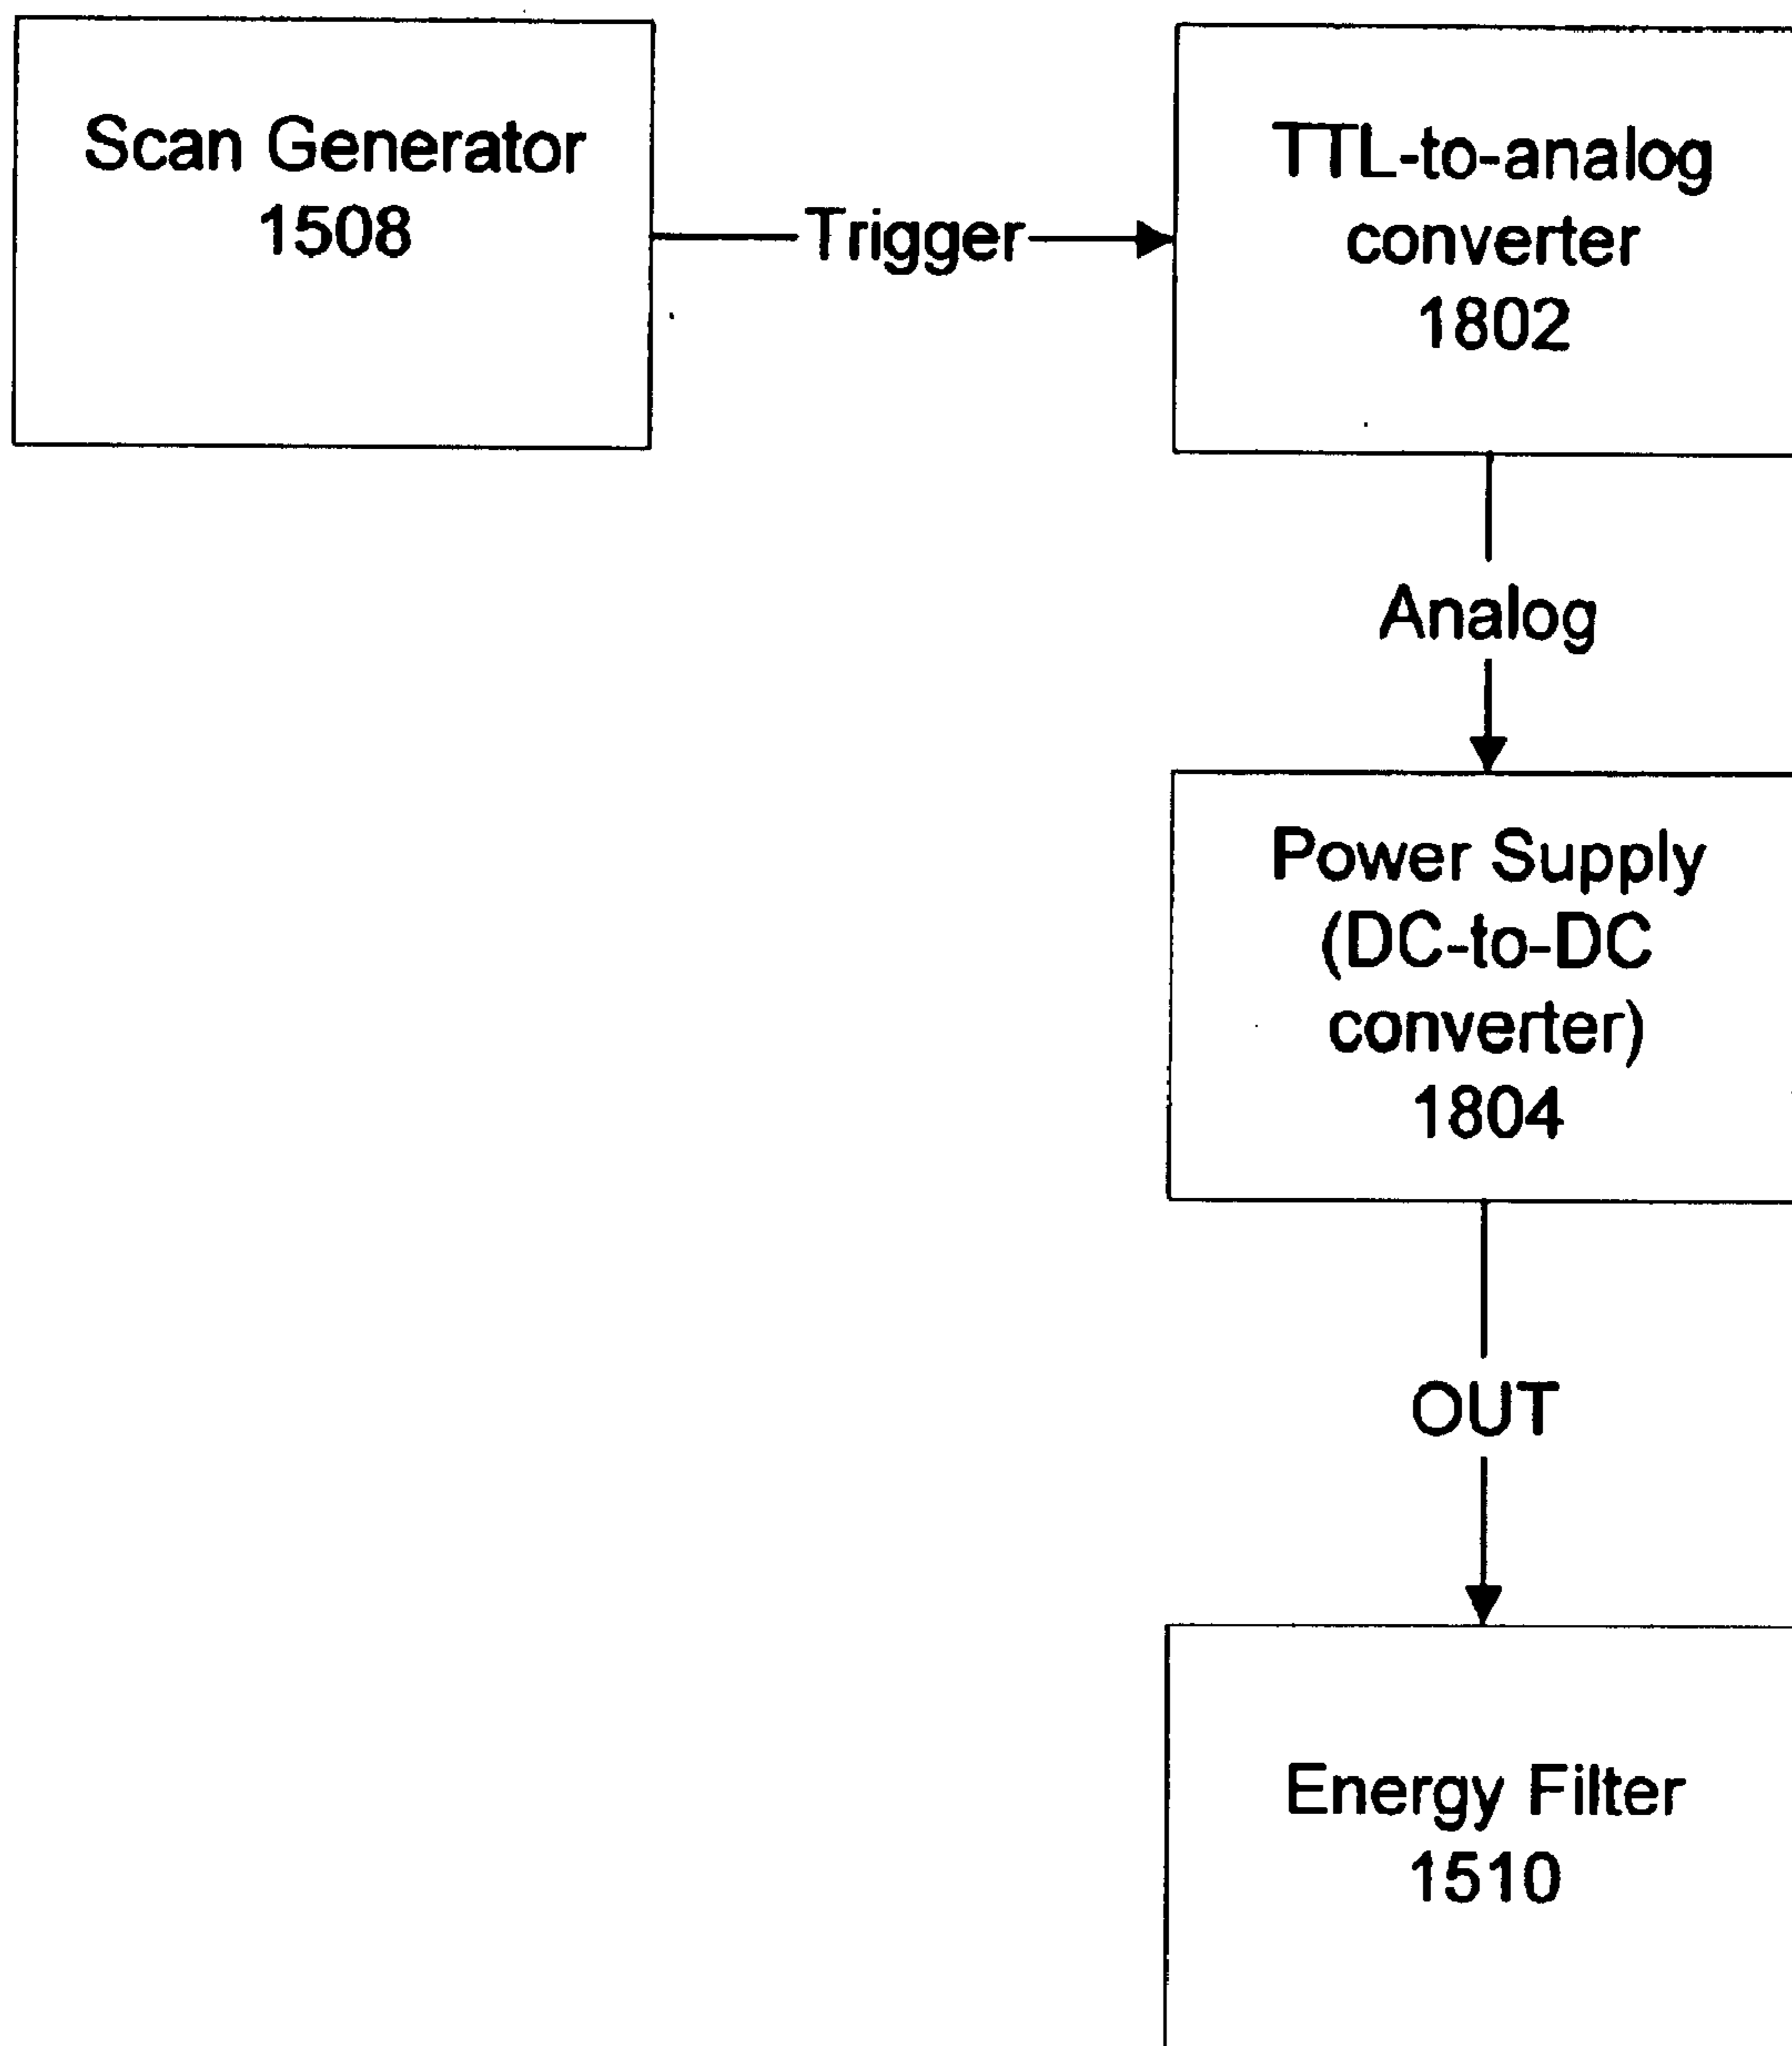 Scan Generator
1508
Trigger
TTL-to-analog
converter
1802
Analog
Power Supply
(DC-to-DC
converter)
1804
OUT
Energy Filter
1510